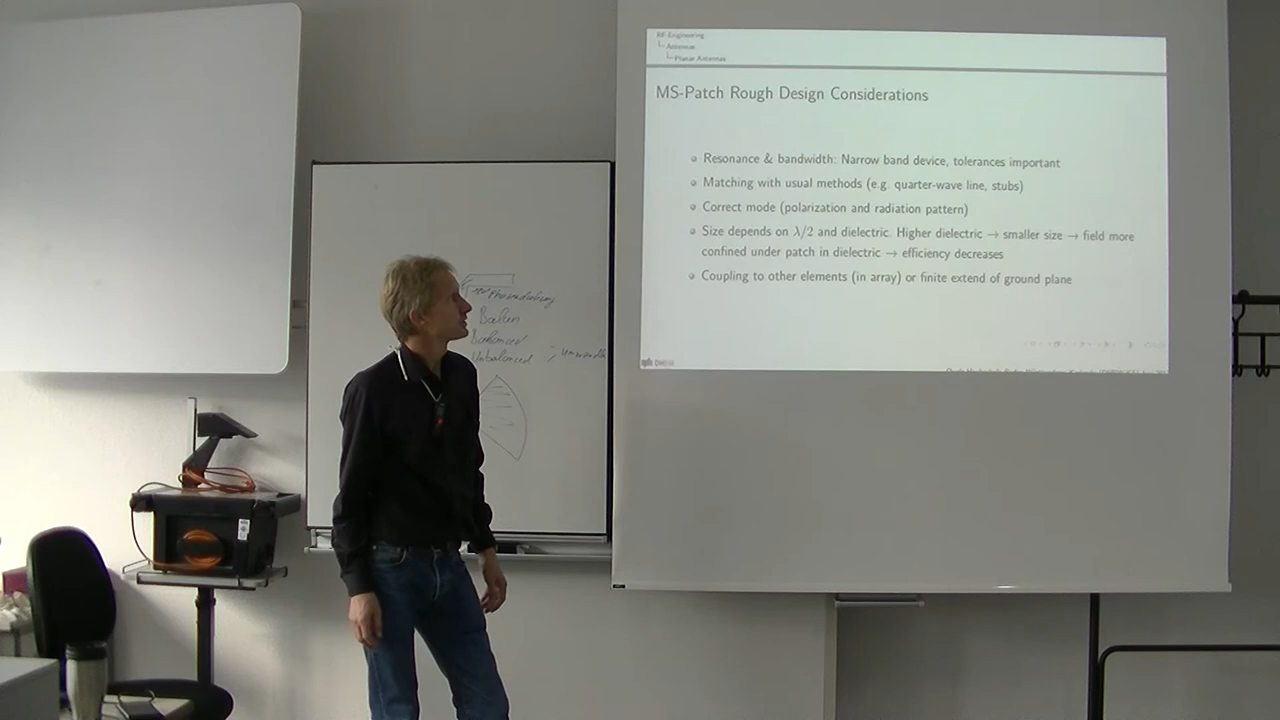 RF-Engineering
Antennas
Planar Antennas
MS-Patch Rough Design Considerations
Resonance & bandwidth: Narrow band device, tolerances important
Matching with usual methods (e.g. quarter-wave line, stubs)
Correct mode (polarization and radiation pattern)
Size depends on λ/2 and dielectric. Higher dielectric → smaller size → field more
confined under patch in dielectric → efficiency decreases
Coupling to other elements (in array) or finite extend of ground plane
Balun
Balanced
Unbalanced